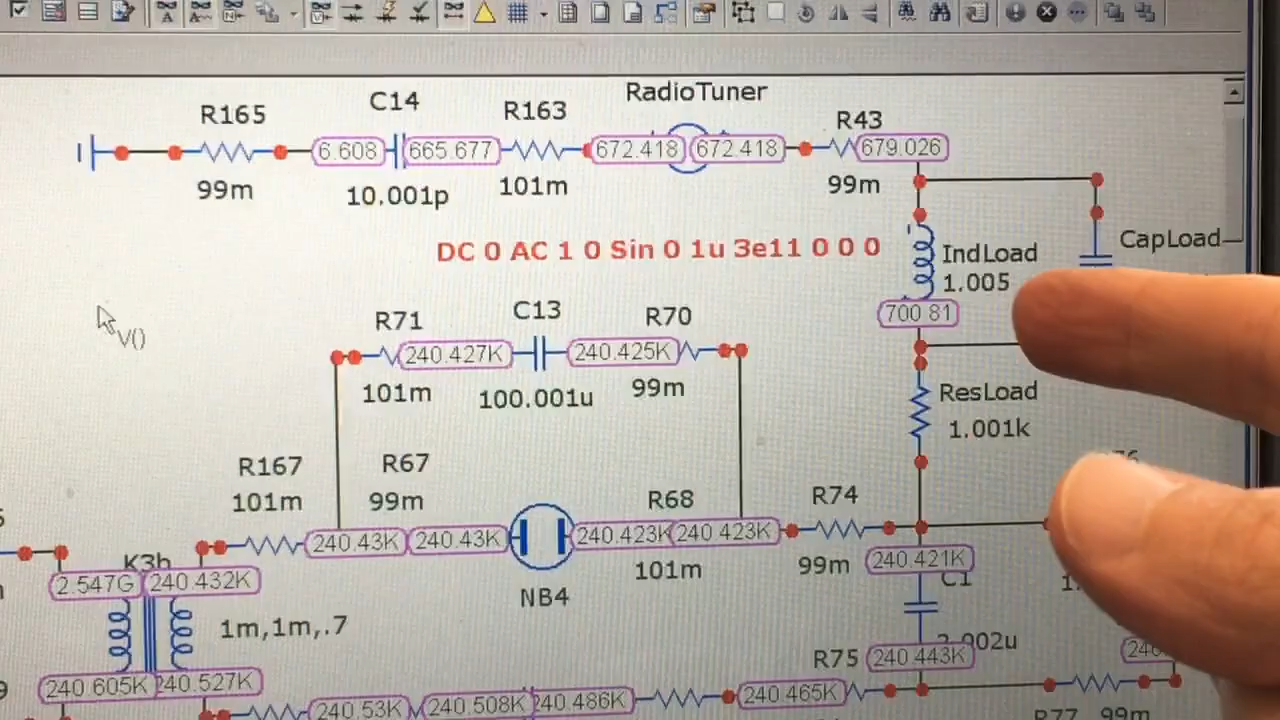 RadioTuner
C14
R165
R163
R43
6.608
665.677
672.418
672.418
679.026
99m
10.001p
101m
99m
DC 0 AC 1 0 Sin 0 1u 3e11 0 0 0
CapLoad
IndLoad
1.005
V()
700 81
R71
C13
R70
240.427K
240.425K
101m
100.001u
99m
ResLoad
1.001k
R167
R67
101m
99m
R68
R74
240.43K
240.43K
240.423K
240.423K
K3b
99m
240.421K
2.547G
240.432K
101m
C1
NB4
1m,1m,.7
R75
240.443K
240.605K
240.527K
240.53K
240.508K
240.486K
240.465K
R77
99m